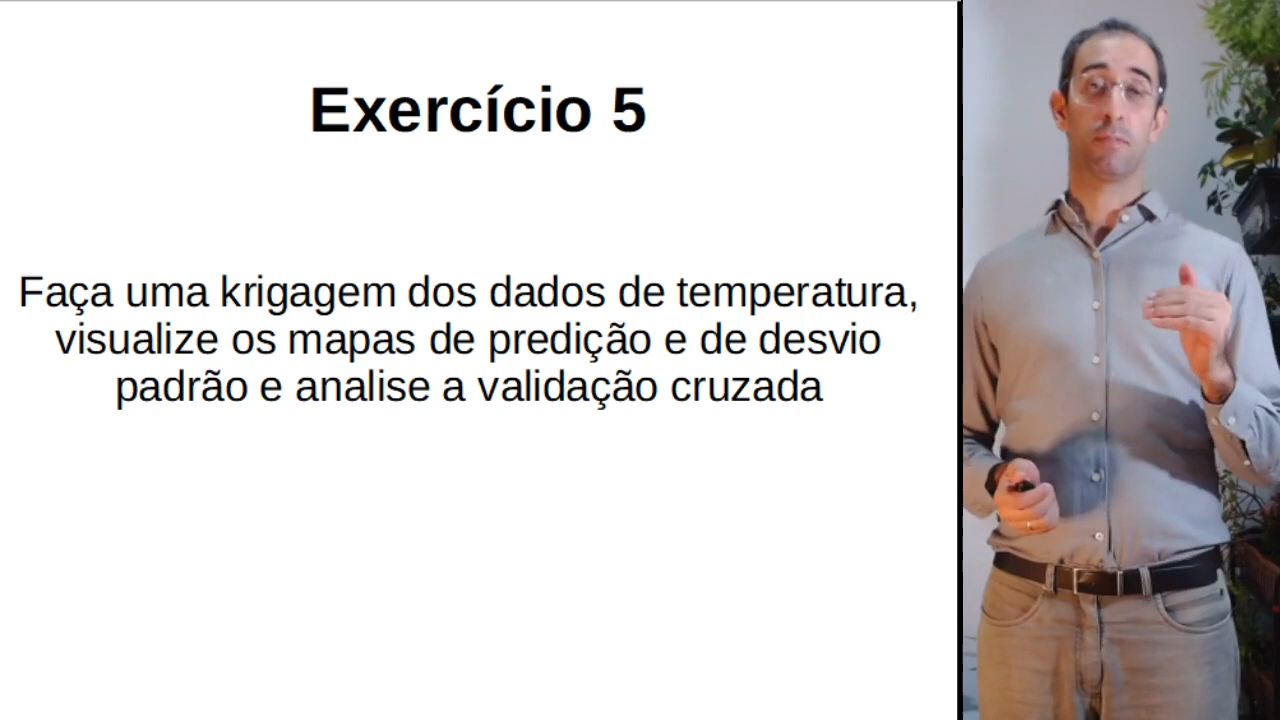 Exercício 5
Faça uma krigagem dos dados de temperatura,
visualize os mapas de predição e de desvio
padrão e analise a validação cruzada